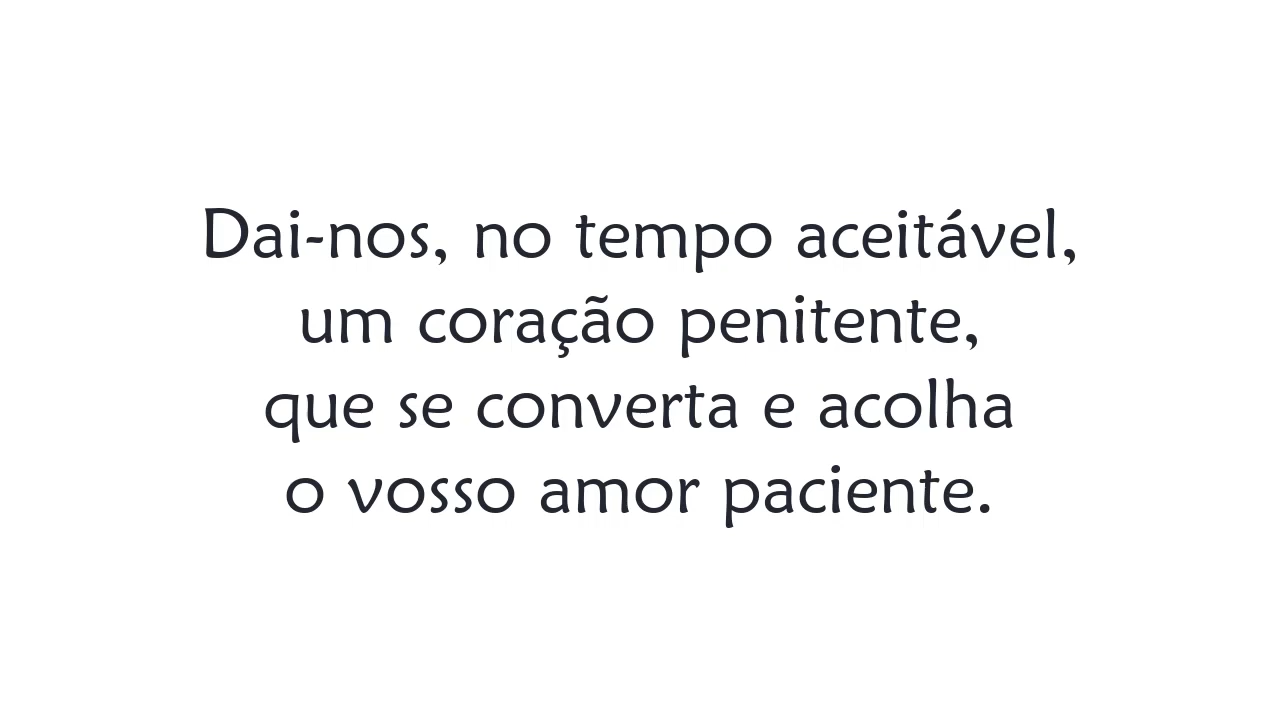 Dai-nos, no tempo aceitável,
um coração penitente,
que se converta e acolha
o vosso amor paciente.